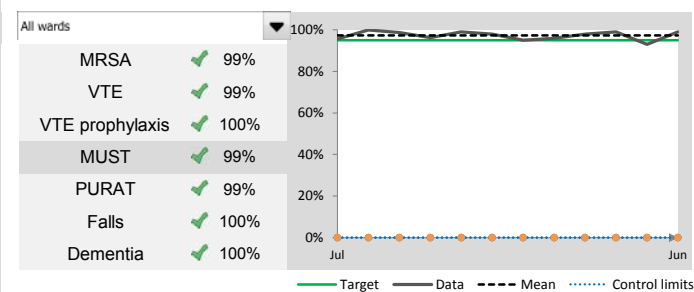 All wards
MRSA 99%
VTE 99%
VTE prophylaxis 100%
MUST 99%
PURAT 99%
Falls 100%
Dementia 100%
100%
80%
60%
40%
20%
0%
Jul Jun
Target Data Mean Control limits